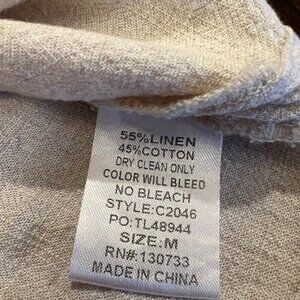 55%LINEN
45%COTTON
DRY CLEAN ONLY
COLOR WILL BLEED
NO BLEACH
STYLE:C2046
PO:TL48944
SIZE:M
RN#:130733
MADE IN CHINA